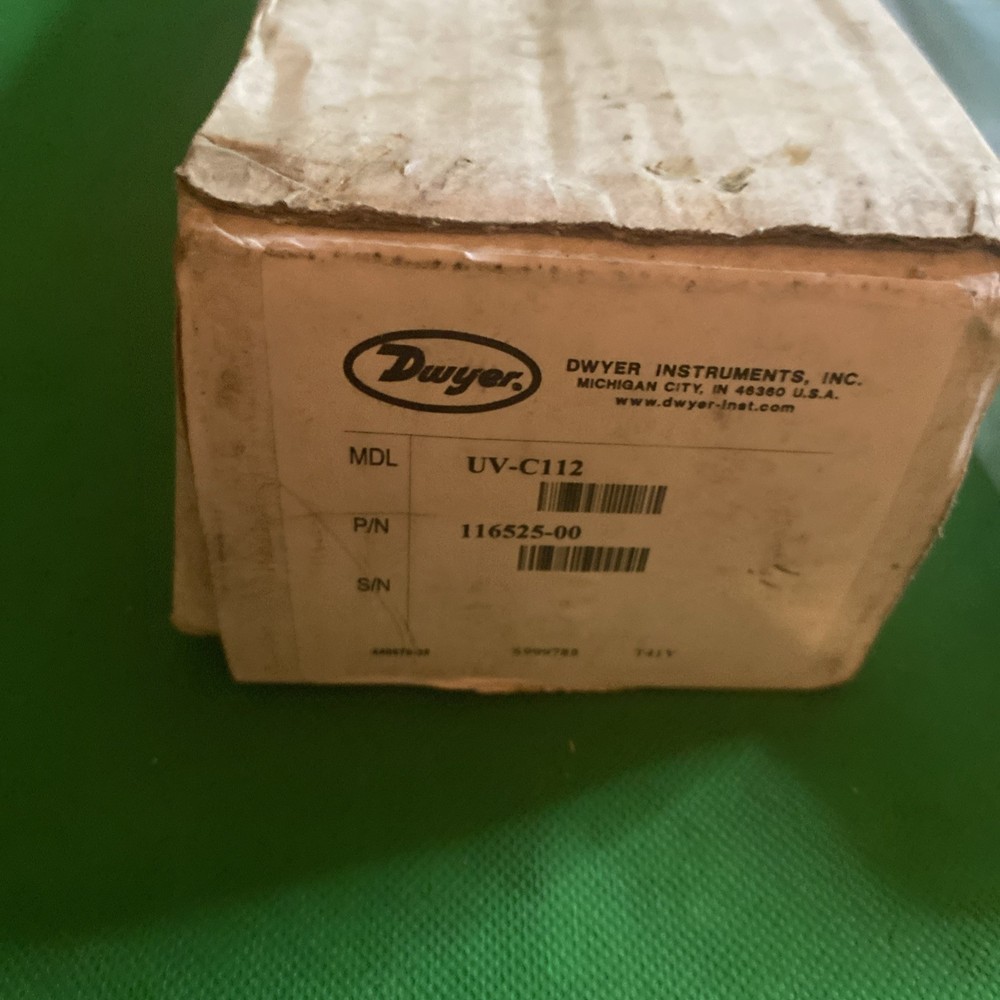 Dwyer.
DWYER INSTRUMENTS, INC.
MICHIGAN CITY, IN 46360 U.S.A.
www.dwyer-inst.com
MDL UV-C112
P/N 116525-00
S/N